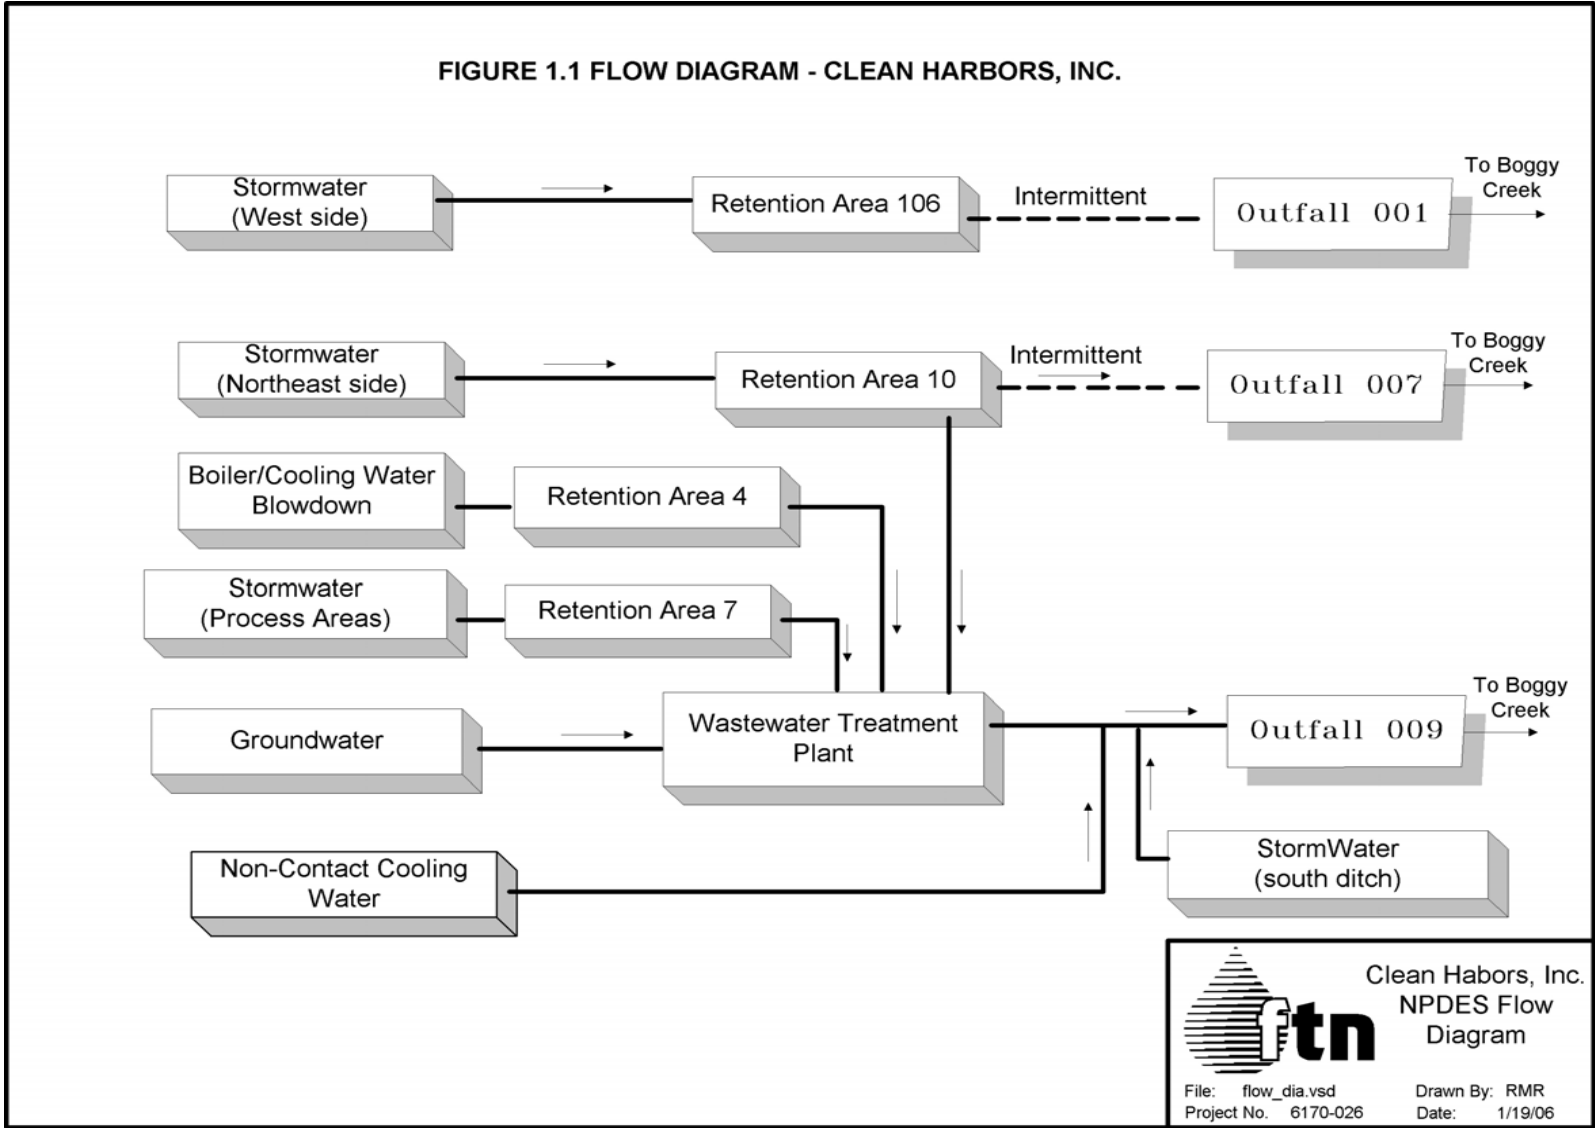 FIGURE 1.1 FLOW DIAGRAM - CLEAN HARBORS, INC.
Stormwater
(West side)
Retention Area 106
Intermittent
Outfall 001
To Boggy
Creek
Stormwater
(Northeast side)
Retention Area 10
Intermittent
Outfall 007
To Boggy
Creek
Boiler/Cooling Water
Blowdown
Retention Area 4
Stormwater
(Process Areas)
Retention Area 7
Groundwater
Wastewater Treatment
Plant
Outfall 009
To Boggy
Creek
Non-Contact Cooling
Water
StormWater
(south ditch)
ftn
Clean Habors, Inc.
NPDES Flow
Diagram
File: flow_dia.vsd
Drawn By: RMR
Project No. 6170-026
Date: 1/19/06